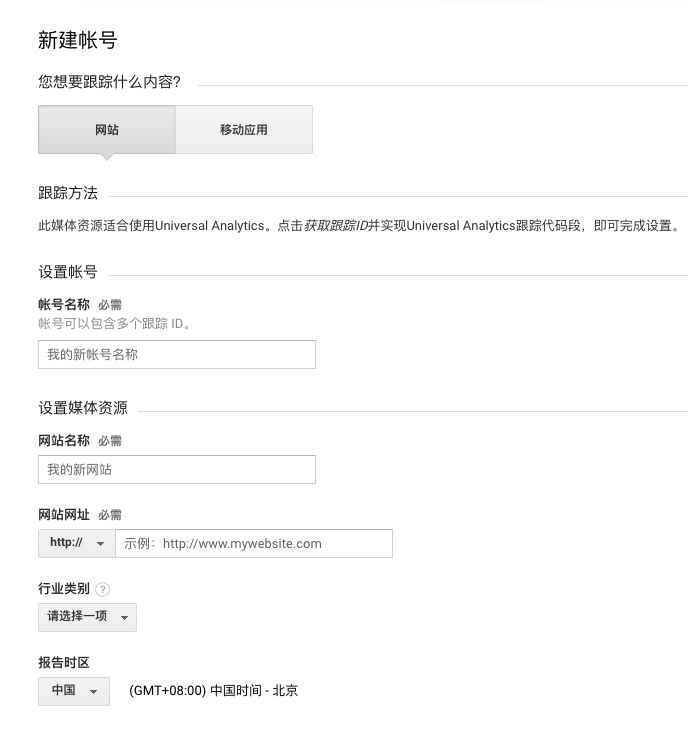 新建帐号
您想要跟踪什么内容?
网站 移动应用
跟踪方法
此媒体资源适合使用Universal Analytics。点击获取跟踪ID并实现Universal Analytics跟踪代码段，即可完成设置。
设置帐号
帐号名称 必需
帐号可以包含多个跟踪 ID。
我的新帐号名称
设置媒体资源
网站名称 必需
我的新网站
网站网址 必需
http:// 示例：http://www.mywebsite.com
行业类别 ?
请选择一项
报告时区
中国 (GMT+08:00) 中国时间 - 北京